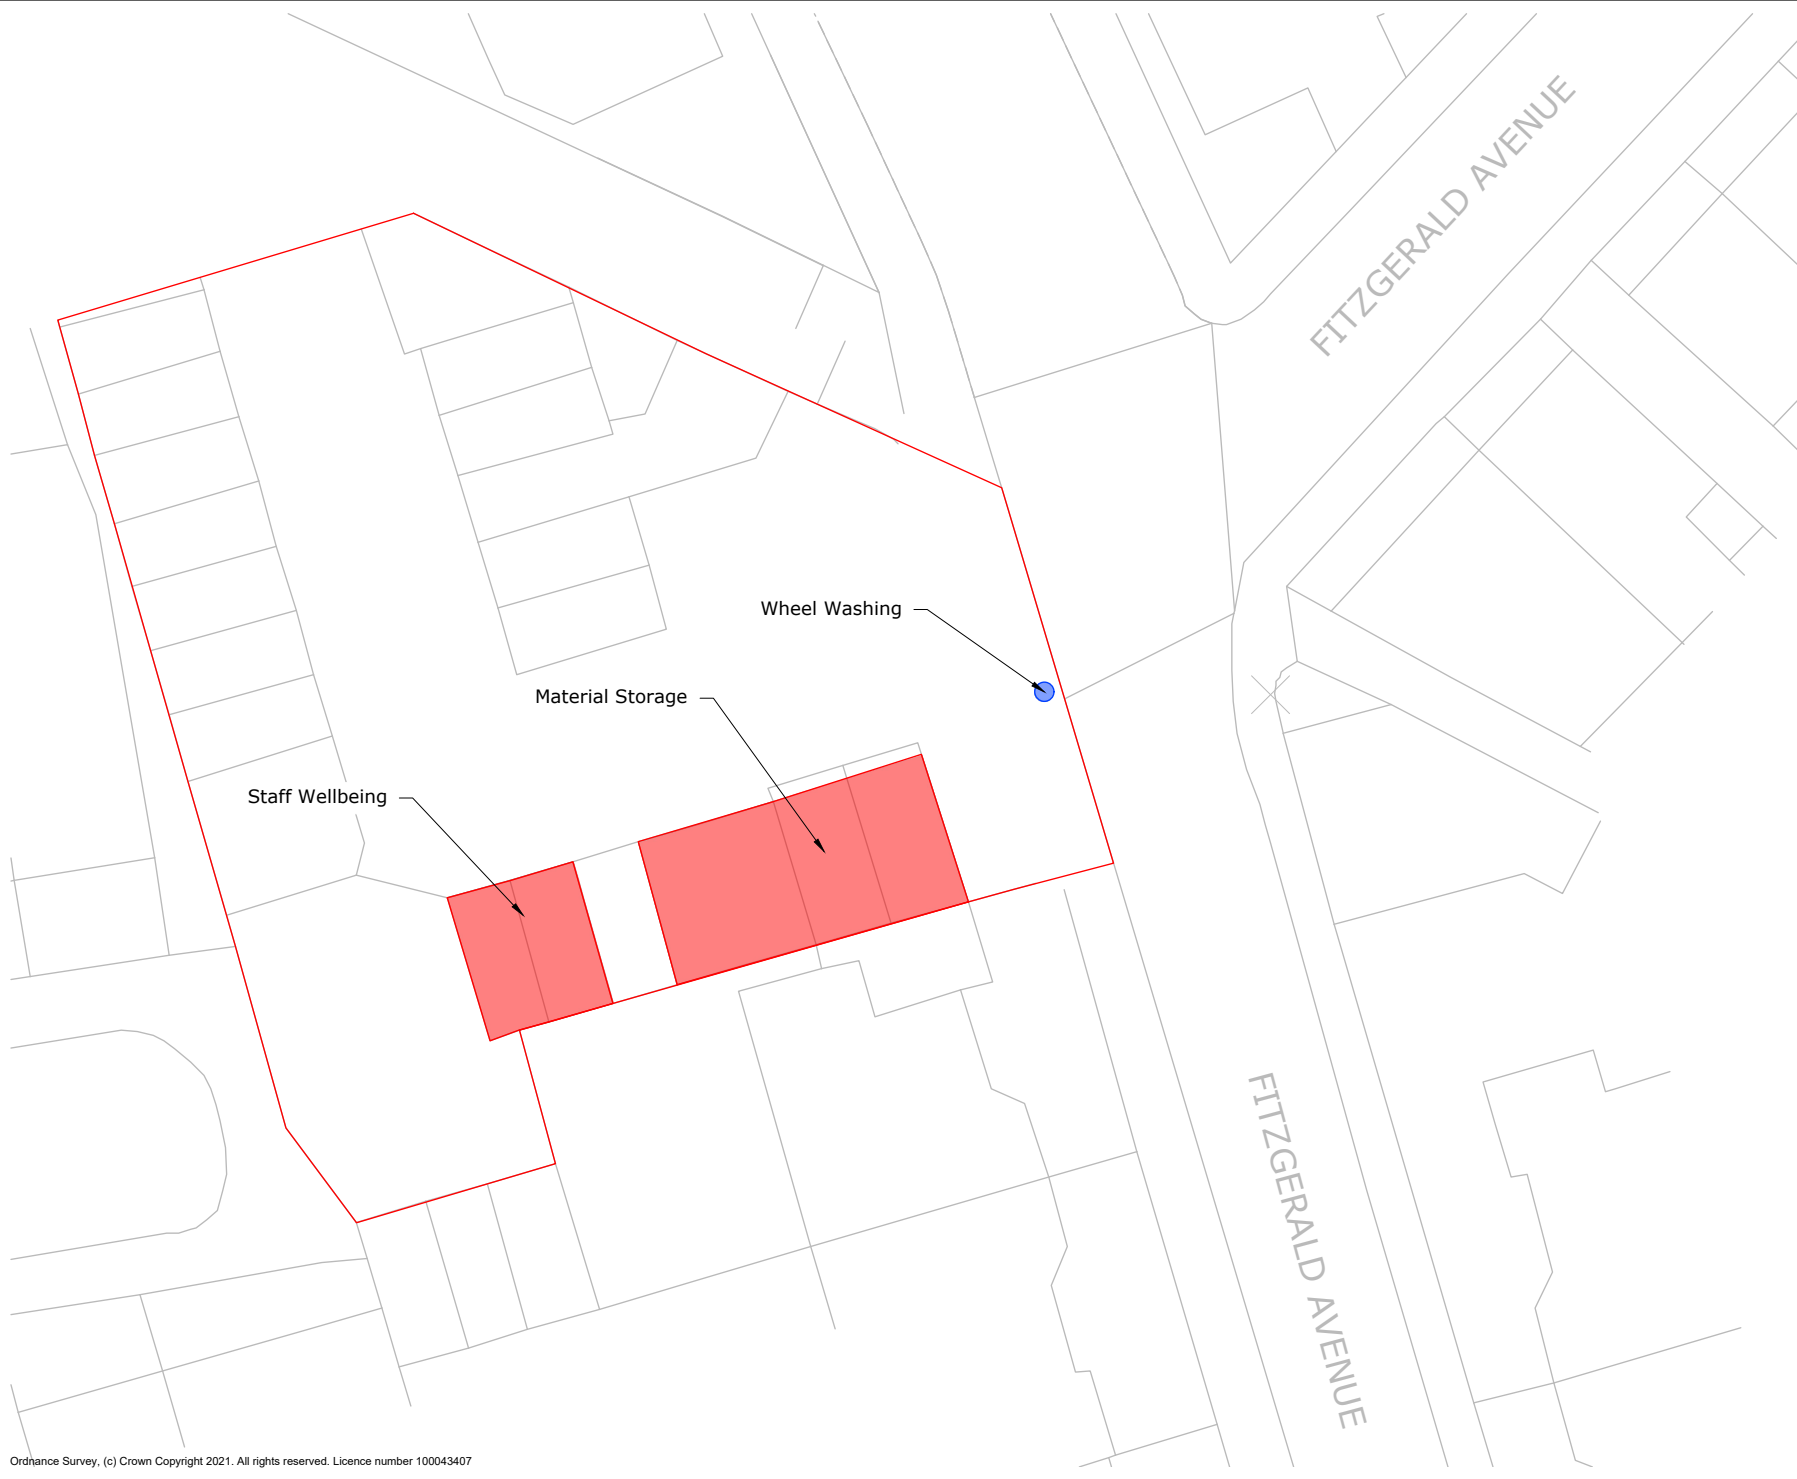 FITZGERALD AVENUE
Wheel Washing
Material Storage
Staff Wellbeing
FITZGERALD AVENUE
Ordnance Survey, (c) Crown Copyright 2021. All rights reserved. Licence number 100043407